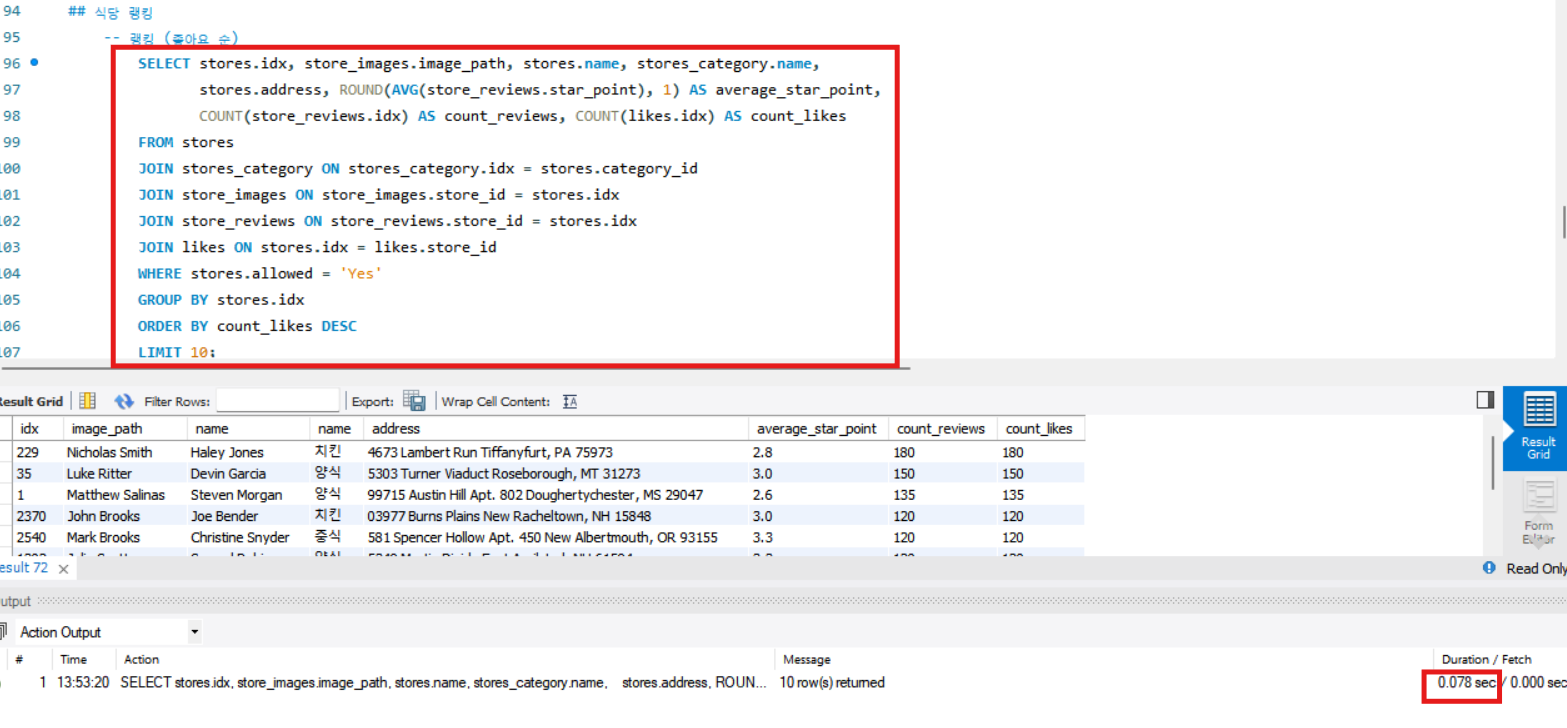 94 ## 식당 랭킹
95 -- 랭킹 (좋아요 순)
96 SELECT stores.idx, store_images.image_path, stores.name, stores_category.name,
97 stores.address, ROUND(AVG(store_reviews.star_point), 1) AS average_star_point,
98 COUNT(store_reviews.idx) AS count_reviews, COUNT(likes.idx) AS count_likes
99 FROM stores
100 JOIN stores_category ON stores_category.idx = stores.category_id
101 JOIN store_images ON store_images.store_id = stores.idx
102 JOIN store_reviews ON store_reviews.store_id = stores.idx
103 JOIN likes ON stores.idx = likes.store_id
104 WHERE stores.allowed = 'Yes'
105 GROUP BY stores.idx
106 ORDER BY count_likes DESC
107 LIMIT 10;
Result Grid Filter Rows: Export: Wrap Cell Content:
idx image_path name name address average_star_point count_reviews count_likes
229 Nicholas Smith Haley Jones 치킨 4673 Lambert Run Tiffanyfurt, PA 75973 2.8 180 180
35 Luke Ritter Devin Garcia 양식 5303 Turner Viaduct Roseborough, MT 31273 3.0 150 150
1 Matthew Salinas Steven Morgan 양식 99715 Austin Hill Apt. 802 Doughertychester, MS 29047 2.6 135 135
2370 John Brooks Joe Bender 치킨 03977 Burns Plains New Racheltown, NH 15848 3.0 120 120
2540 Mark Brooks Christine Snyder 중식 581 Spencer Hollow Apt. 450 New Albertmouth, OR 93155 3.3 120 120
Result
Grid
Form
Editor
Result 72 Read Only
Output
Action Output
# Time Action Message Duration / Fetch
1 13:53:20 SELECT stores.idx, store_images.image_path, stores.name, stores_category.name, stores.address, ROUN... 10 row(s) returned 0.078 sec / 0.000 sec